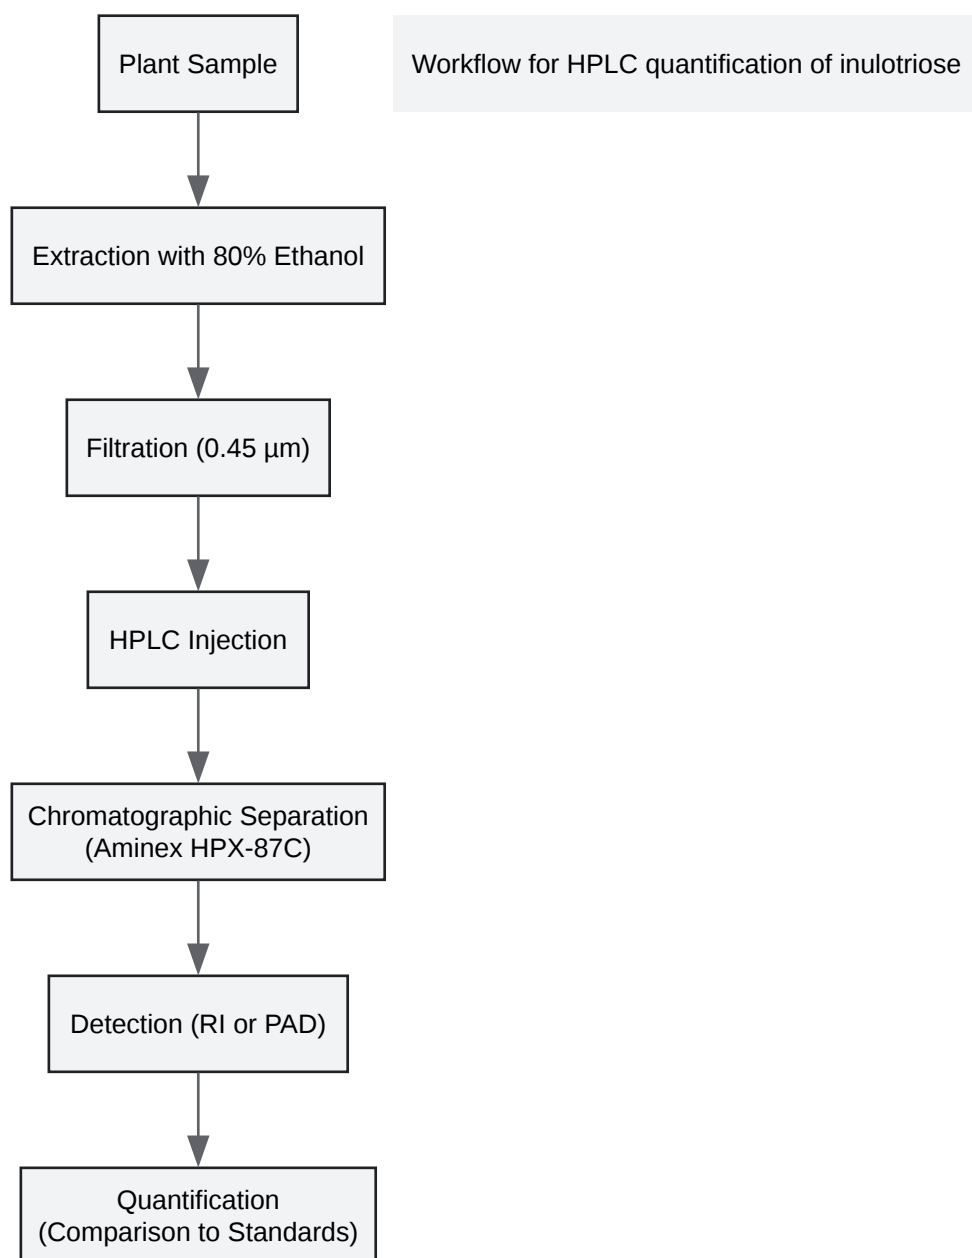 Plant Sample
Workflow for HPLC quantification of inulotriose
Extraction with 80% Ethanol
Filtration (0.45 µm)
HPLC Injection
Chromatographic Separation
(Aminex HPX-87C)
Detection (RI or PAD)
Quantification
(Comparison to Standards)